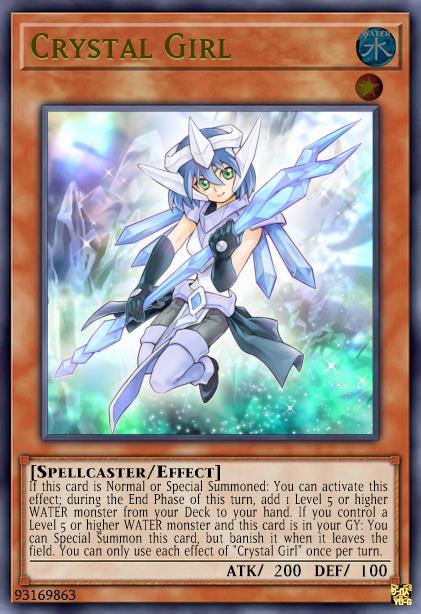 Crystal Girl
WATER
水
[Spellcaster/Effect]
If this card is Normal or Special Summoned: You can activate this
effect; during the End Phase of this turn, add 1 Level 5 or higher
WATER monster from your Deck to your hand. If you control a
Level 5 or higher WATER monster and this card is in your GY: You
can Special Summon this card, but banish it when it leaves the
field. You can only use each effect of "Crystal Girl" once per turn.
ATK/ 200 DEF/ 100
93169863